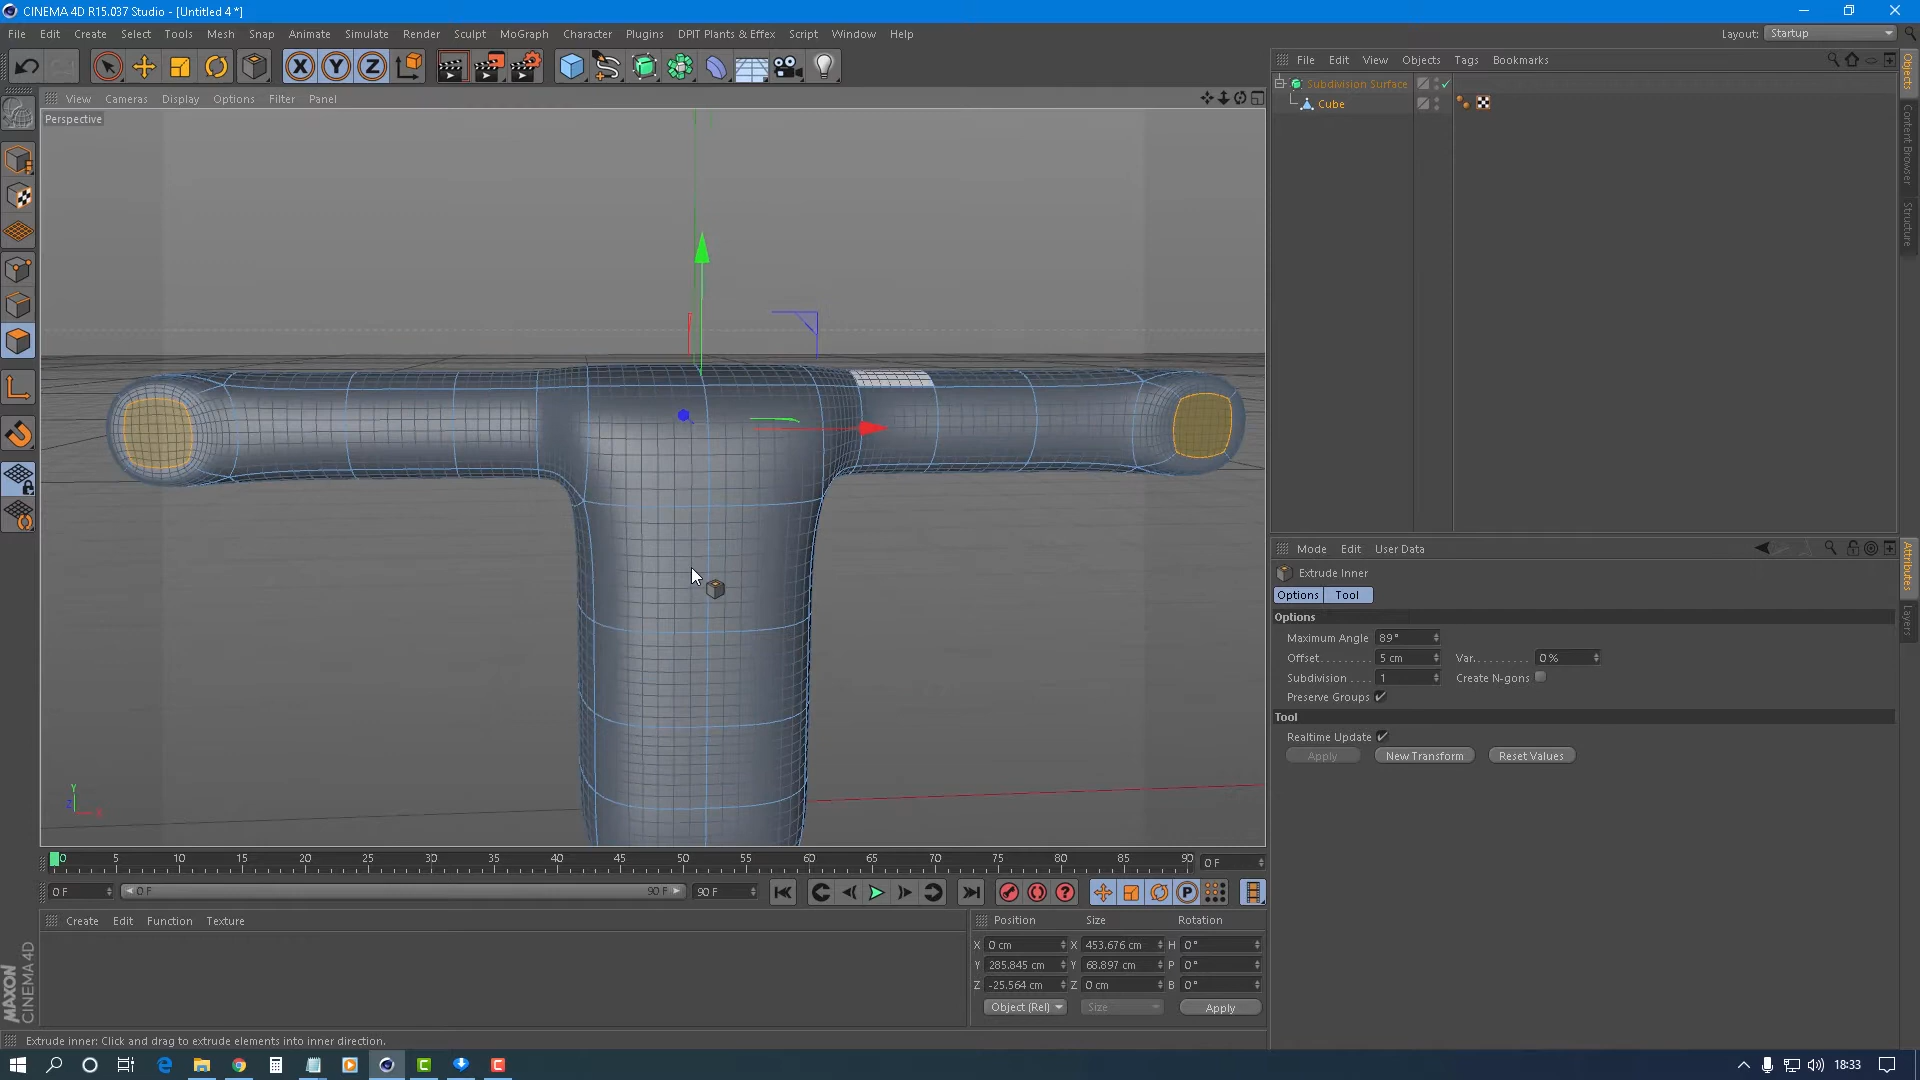 CINEMA 4D R15.037 Studio - [Untitled 4 *]
File Edit Create Select Tools Mesh Snap Animate Simulate Render Sculpt MoGraph Character Plugins DPIT Plants & Effex Script Window Help
Layout: Startup
X Y Z
View Cameras Display Options Filter Panel
Perspective
File Edit View Objects Tags Bookmarks
Subdivision Surface
Cube
Objects
Content Browser
Structure
Mode Edit User Data
Extrude Inner
Options Tool
Options
Maximum Angle 89°
Offset 5 cm Var. 0 %
Subdivision 1 Create N-gons
Preserve Groups
Tool
Realtime Update
Apply New Transform Reset Values
Attributes
Layers
Y
Z
X
0 5 10 15 20 25 30 35 40 45 50 55 60 65 70 75 80 85 90 0 F
0 F 0 F 90 F 90 F
P
Create Edit Function Texture
Position Size Rotation
X 0 cm X 453.676 cm H 0°
Y 285.845 cm Y 68.897 cm P 0°
Z -25.564 cm Z 0 cm B 0°
Object (Rel) Size Apply
MAXON
CINEMA 4D
Extrude inner: Click and drag to extrude elements into inner direction.
18:33